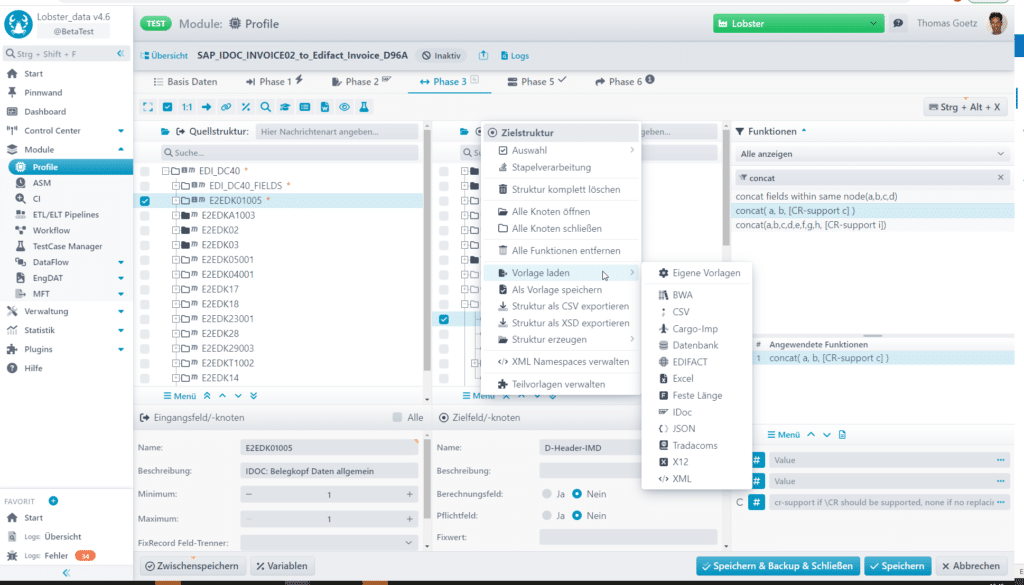 Lobster_data v4.6
@BetaTest
TEST Module: Profile
Lobster
Thomas Goetz
Strg + Shift + F
Übersicht SAP_IDOC_INVOICE02_to_Edifact_Invoice_D96A Inaktiv Logs
Basis Daten Phase 1 Phase 2 Phase 3 Phase 5 Phase 6
1:1
Strg + Alt + X
Start
Pinnwand
Dashboard
Control Center
Module
Profile
ASM
CI
ETL/ELT Pipelines
Workflow
TestCase Manager
DataFlow
EngDAT
MFT
Verwaltung
Statistik
Plugins
Hilfe
FAVORIT
Start
Logs: Übersicht
Logs: Fehler 34
Quellstruktur: Hier Nachrichtenart angeben...
Suche...
EDI_DC40 *
EDI_DC40_FIELDS *
E2EDK01005 *
E2EDKA1003
E2EDK02
E2EDK03
E2EDK05001
E2EDK04001
E2EDK17
E2EDK18
E2EDK23001
E2EDK28
E2EDK29003
E2EDKT1002
E2EDK14
Menü
Eingangsfeld/-knoten Alle
Name: E2EDK01005
Beschreibung: IDOC: Belegkopf Daten allgemein
Minimum: 1
Maximum: 1
FixRecord Feld-Trenner:
Zielstruktur
Auswahl
Stapelverarbeitung
Struktur komplett löschen
Alle Knoten öffnen
Alle Knoten schließen
Alle Funktionen entfernen
Vorlage laden
Als Vorlage speichern
Struktur als CSV exportieren
Struktur als XSD exportieren
Struktur erzeugen
XML Namespaces verwalten
Teilvorlagen verwalten
geben...
Menü
Eigene Vorlagen
BWA
CSV
Cargo-Imp
Datenbank
EDIFACT
Excel
Feste Länge
IDoc
JSON
Tradacoms
X12
XML
Zielfeld/-knoten
Name: D-Header-IMD
Beschreibung:
Berechnungsfeld: Ja Nein
Pflichtfeld: Ja Nein
Fixwert:
Funktionen
Alle anzeigen
concat
concat fields within same node(a,b,c,d)
concat( a, b, [CR-support c] )
concat(a,b,c,d,e,f,g,h, [CR-support i])
# Angewendete Funktionen
1 concat( a, b, [CR-support c] )
Menü
# Value
# Value
C # cr-support if \CR should be supported, none if no replacin
Zwischenspeichern Variablen
Speichern & Backup & Schließen Speichern Abbrechen